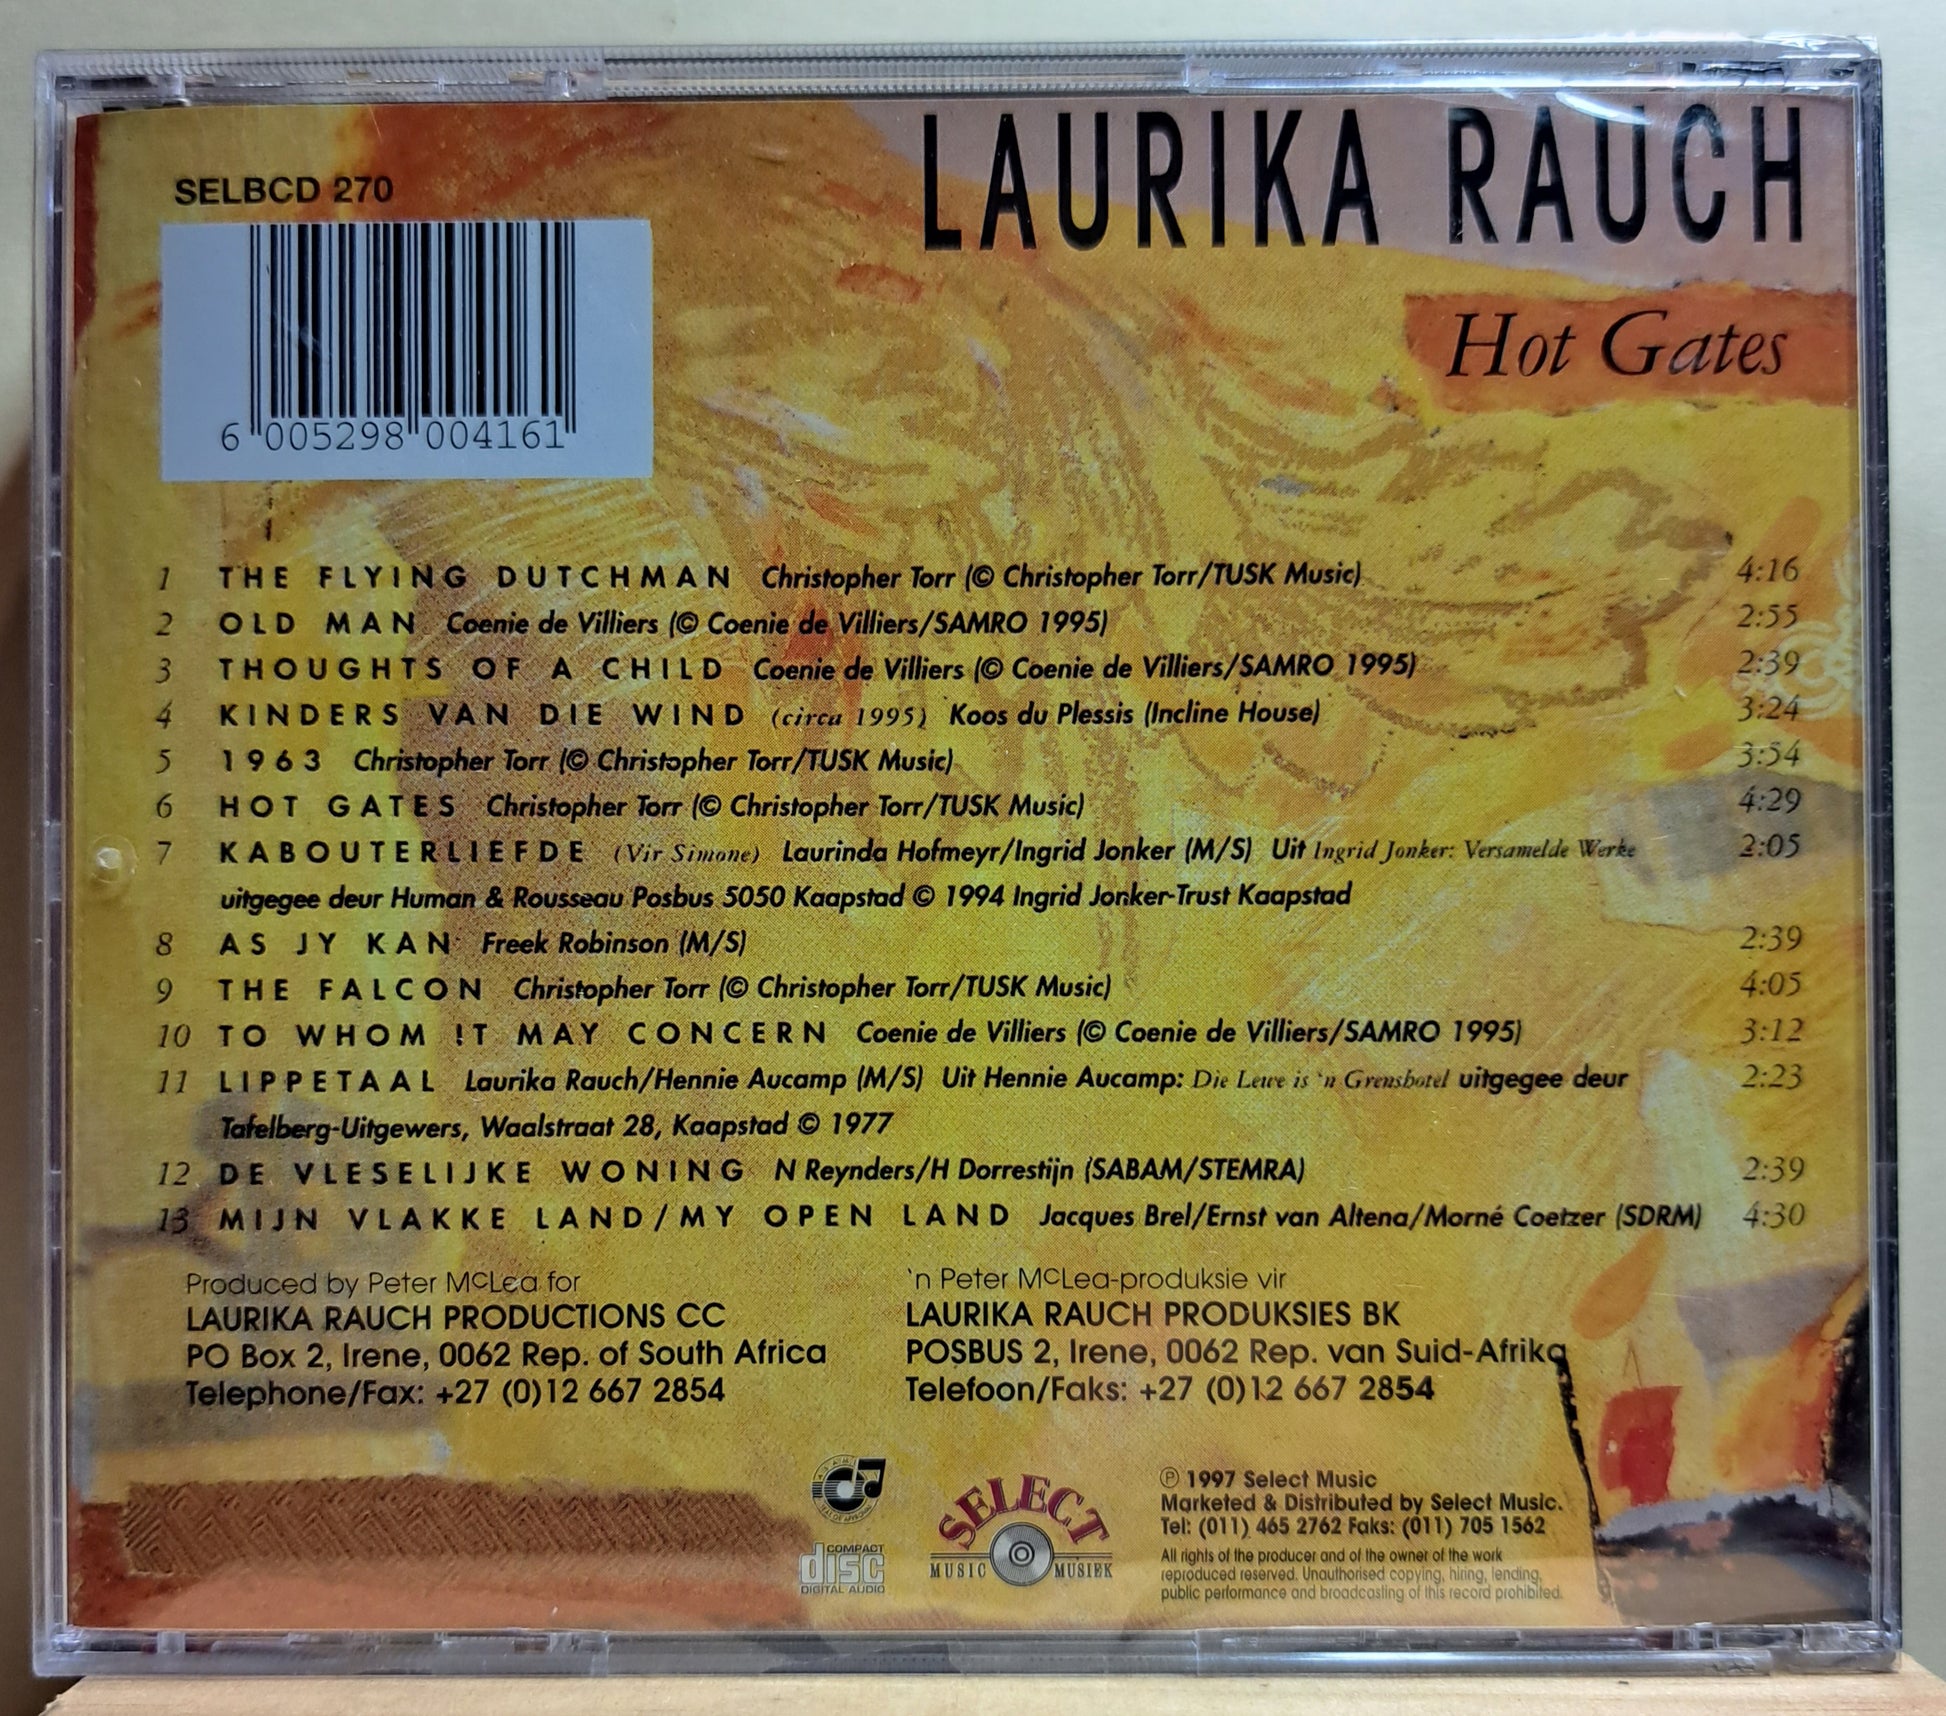 LAURIKA RAUCH
Hot Gates
SELBCD 270
6 005298 004161
1 THE FLYING DUTCHMAN Christopher Torr (© Christopher Torr/TUSK Music) 4:16
2 OLD MAN Coenie de Villiers (© Coenie de Villiers/SAMRO 1995) 2:55
3 THOUGHTS OF A CHILD Coenie de Villiers (© Coenie de Villiers/SAMRO 1995) 2:39
4 KINDERS VAN DIE WIND (circa 1995) Koos du Plessis (Incline House) 3:24
5 1963 Christopher Torr (© Christopher Torr/TUSK Music) 3:54
6 HOT GATES Christopher Torr (© Christopher Torr/TUSK Music) 4:29
7 KABOUTERLIEFDE (Vir Simone) Laurinda Hofmeyr/Ingrid Jonker (M/S) Uit Ingrid Jonker: Versamelde Werke 2:05
uitgegee deur Human & Rousseau Posbus 5050 Kaapstad © 1994 Ingrid Jonker-Trust Kaapstad
8 AS JY KAN Freek Robinson (M/S) 2:39
9 THE FALCON Christopher Torr (© Christopher Torr/TUSK Music) 4:05
10 TO WHOM IT MAY CONCERN Coenie de Villiers (© Coenie de Villiers/SAMRO 1995) 3:12
11 LIPPETAAL Laurika Rauch/Hennie Aucamp (M/S) Uit Hennie Aucamp: Die Lewe is 'n Grenshotel uitgegee deur 2:23
Tafelberg-Uitgewers, Waalstraat 28, Kaapstad © 1977
12 DE VLESELIJKE WONING N Reynders/H Dorrestijn (SABAM/STEMRA) 2:39
13 MIJN VLAKKE LAND/MY OPEN LAND Jacques Brel/Ernst van Altena/Morné Coetzer (SDRM) 4:30
Produced by Peter McLea for
LAURIKA RAUCH PRODUCTIONS CC
PO Box 2, Irene, 0062 Rep. of South Africa
Telephone/Fax: +27 (0)12 667 2854
'n Peter McLea-produksie vir
LAURIKA RAUCH PRODUKSIES BK
POSBUS 2, Irene, 0062 Rep. van Suid-Afrika
Telefoon/Faks: +27 (0)12 667 2854
COMPACT
disc
DIGITAL AUDIO
SELECT
MUSIC MUSIEK
℗ 1997 Select Music
Marketed & Distributed by Select Music.
Tel: (011) 465 2762 Faks: (011) 705 1562
All rights of the producer and of the owner of the work
reproduced reserved. Unauthorised copying, hiring, lending,
public performance and broadcasting of this record prohibited.